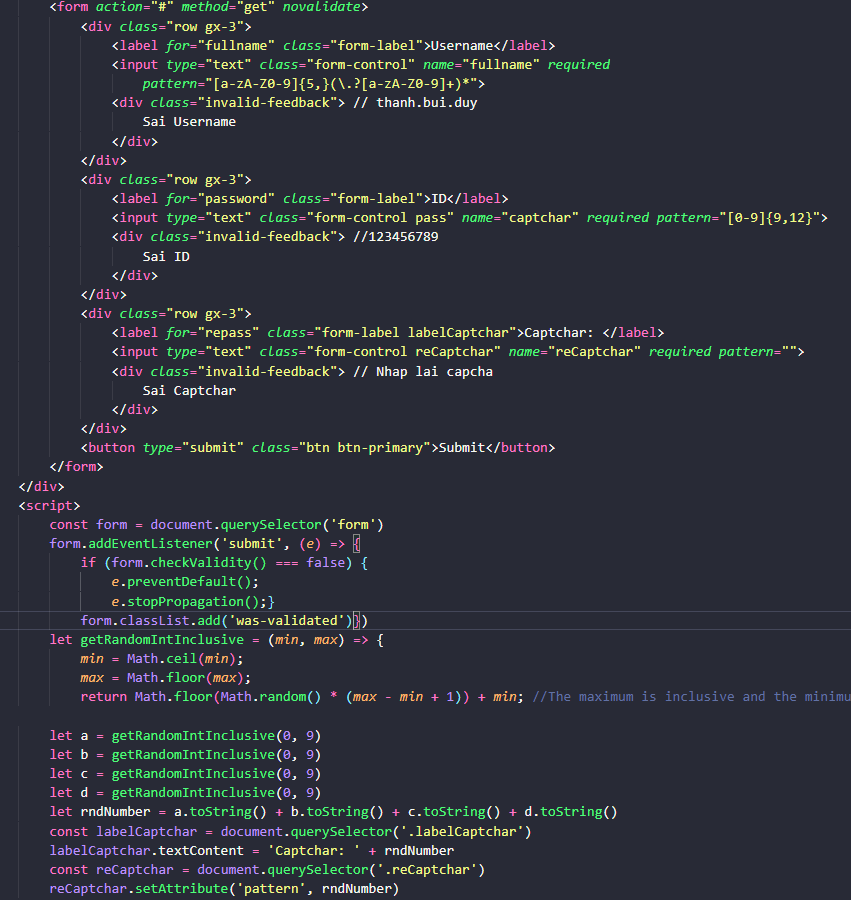 <form action="#" method="get" novalidate>
<div class="row gx-3">
<label for="fullname" class="form-label">Username</label>
<input type="text" class="form-control" name="fullname" required
pattern="[a-zA-Z0-9]{5,}(\.?[a-zA-Z0-9]+)*">
<div class="invalid-feedback"> // thanh.bui.duy
Sai Username
</div>
</div>
<div class="row gx-3">
<label for="password" class="form-label">ID</label>
<input type="text" class="form-control pass" name="captchar" required pattern="[0-9]{9,12}">
<div class="invalid-feedback"> //123456789
Sai ID
</div>
</div>
<div class="row gx-3">
<label for="repass" class="form-label labelCaptchar">Captchar: </label>
<input type="text" class="form-control reCaptchar" name="reCaptchar" required pattern="">
<div class="invalid-feedback"> // Nhap lai capcha
Sai Captchar
</div>
</div>
<button type="submit" class="btn btn-primary">Submit</button>
</form>
</div>
<script>
const form = document.querySelector('form')
form.addEventListener('submit', (e) => {
if (form.checkValidity() === false) {
e.preventDefault();
e.stopPropagation();}
form.classList.add('was-validated')})
let getRandomIntInclusive = (min, max) => {
min = Math.ceil(min);
max = Math.floor(max);
return Math.floor(Math.random() * (max - min + 1)) + min; //The maximum is inclusive and the minimu
let a = getRandomIntInclusive(0, 9)
let b = getRandomIntInclusive(0, 9)
let c = getRandomIntInclusive(0, 9)
let d = getRandomIntInclusive(0, 9)
let rndNumber = a.toString() + b.toString() + c.toString() + d.toString()
const labelCaptchar = document.querySelector('.labelCaptchar')
labelCaptchar.textContent = 'Captchar: ' + rndNumber
const reCaptchar = document.querySelector('.reCaptchar')
reCaptchar.setAttribute('pattern', rndNumber)